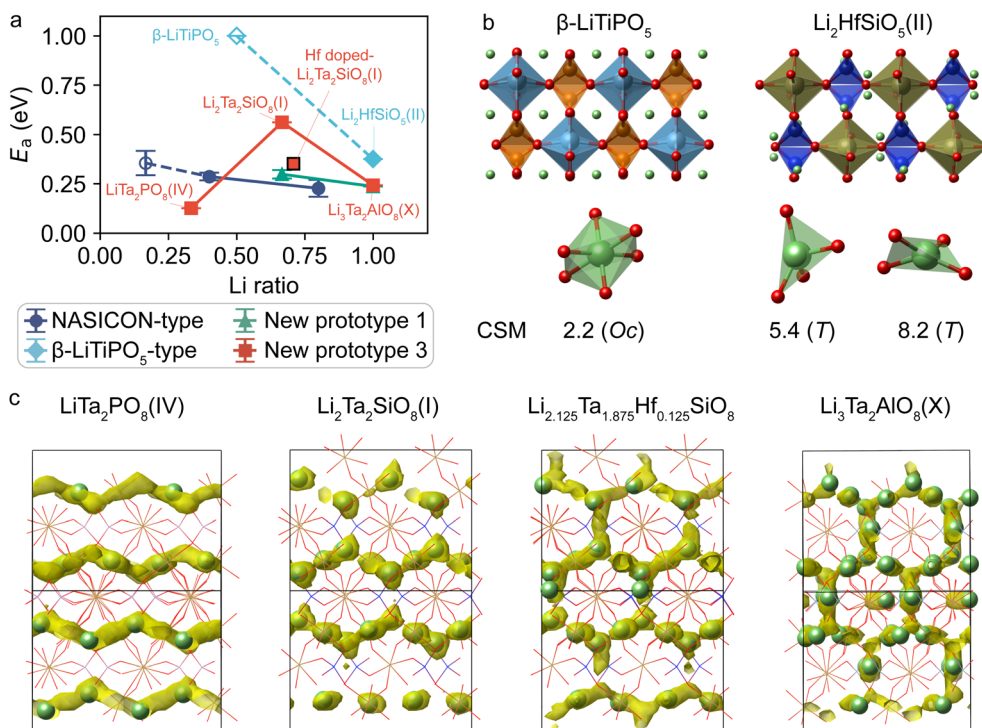 a
β-LiTiPO₅
Hf doped-
Li₂Ta₂SiO₈(I)
Li₂Ta₂SiO₈(I)
Li₂HfSiO₅(II)
LiTa₂PO₈(IV)
Li₃Ta₂AlO₈(X)
Eₐ (eV)
1.00
0.75
0.50
0.25
0.00
0.00 0.25 0.50 0.75 1.00
Li ratio
NASICON-type
New prototype 1
β-LiTiPO₅-type
New prototype 3
b
β-LiTiPO₅
Li₂HfSiO₅(II)
CSM 2.2 (Oc) 5.4 (T) 8.2 (T)
c
LiTa₂PO₈(IV)
Li₂Ta₂SiO₈(I)
Li₂.₁₂₅Ta₁.₈₇₅Hf₀.₁₂₅SiO₈
Li₃Ta₂AlO₈(X)